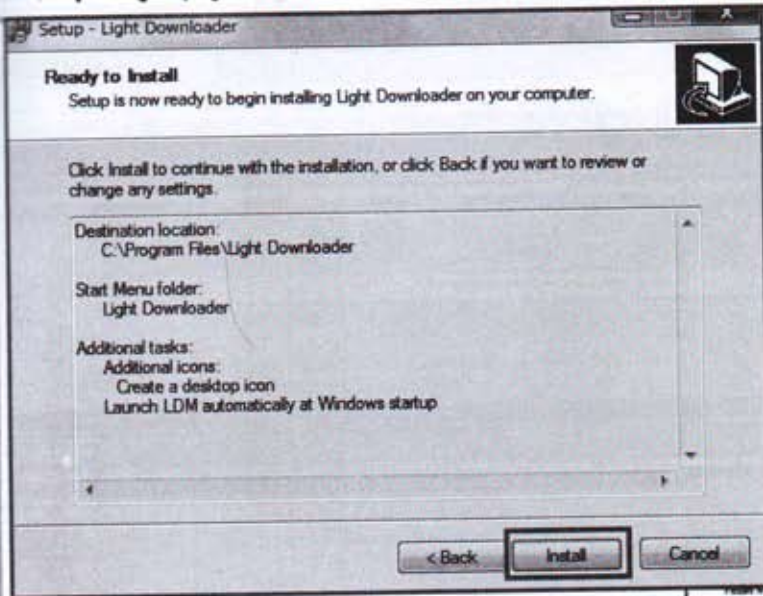 Setup - Light Downloader
Ready to Install
Setup is now ready to begin installing Light Downloader on your computer.
Click Install to continue with the installation, or click Back if you want to review or
change any settings.
Destination location:
C:\Program Files\Light Downloader
Start Menu folder:
Light Downloader
Additional tasks:
Additional icons:
Create a desktop icon
Launch LDM automatically at Windows startup
< Back
Install
Cancel